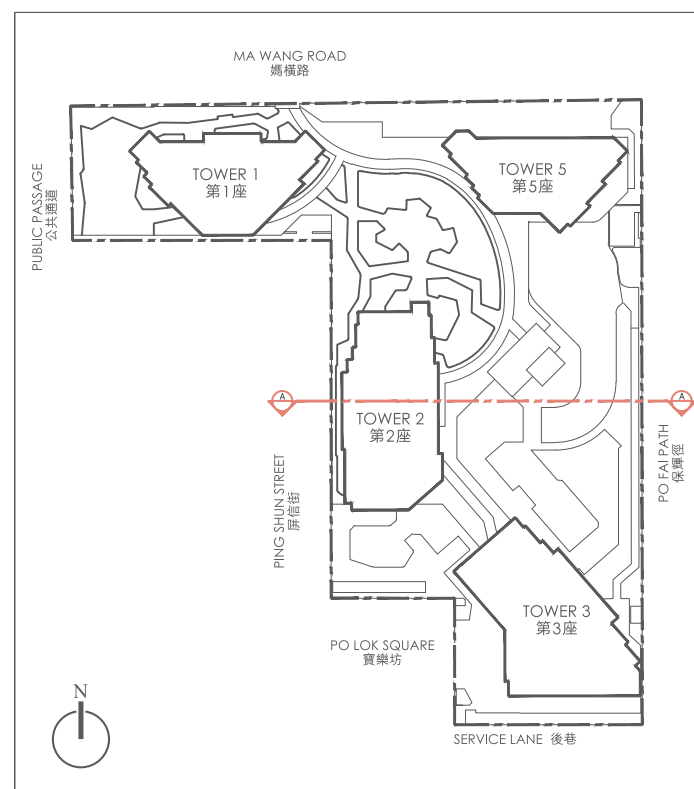 MA WANG ROAD
媽橫路
PUBLIC PASSAGE
公共通道
TOWER 1
第1座
TOWER 5
第5座
A
A
TOWER 2
第2座
PING SHUN STREET
屏信街
PO FAI PATH
保輝徑
TOWER 3
第3座
PO LOK SQUARE
寶樂坊
N
SERVICE LANE 後巷